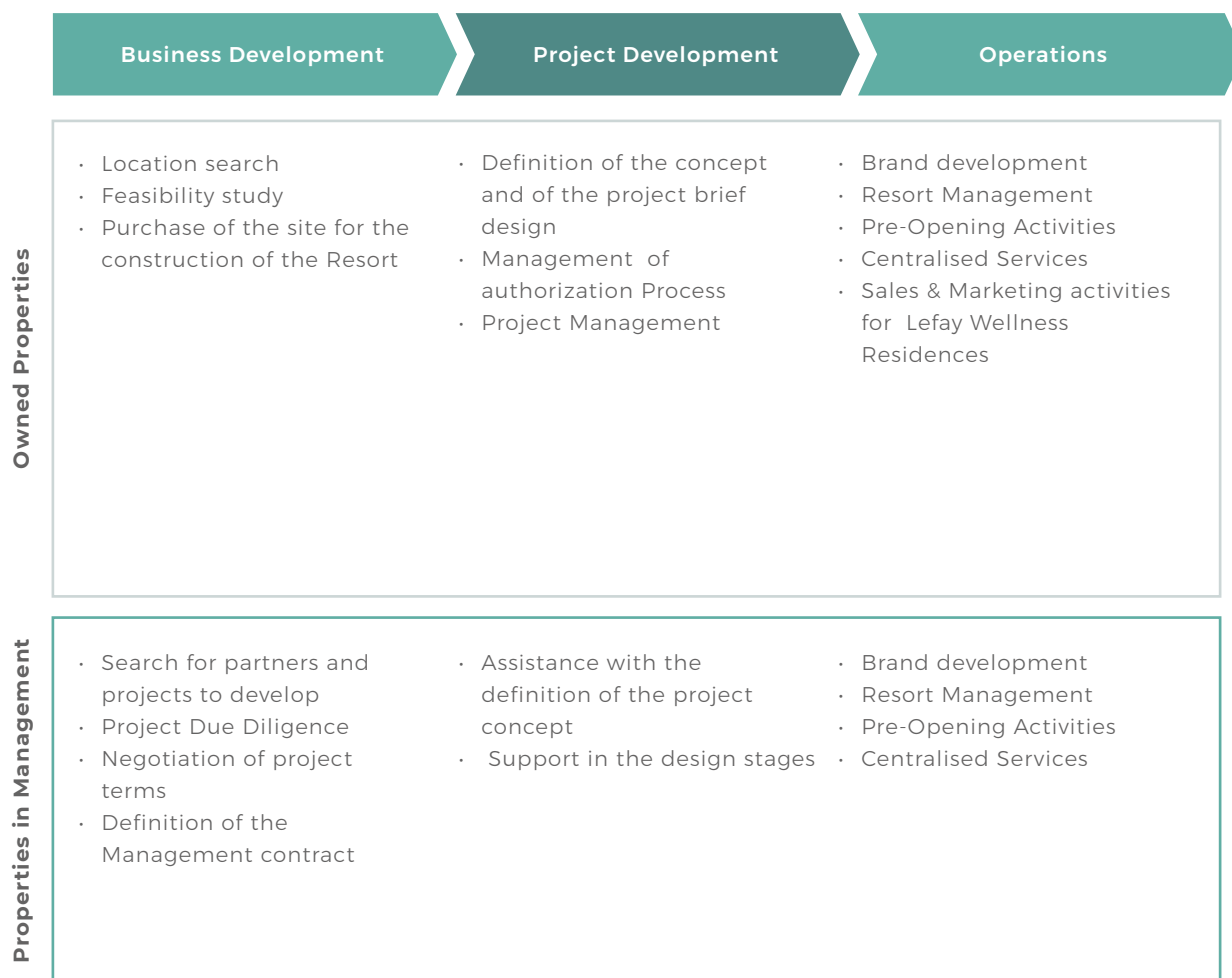 Business Development
Project Development
Operations
Owned Properties
• Location search
• Feasibility study
• Purchase of the site for the
construction of the Resort
• Definition of the concept
and of the project brief
design
• Management  of
authorization Process
• Project Management
• Brand development
• Resort Management
• Pre-Opening Activities
• Centralised Services
• Sales & Marketing activities
for  Lefay Wellness
Residences
Properties in Management
• Search for partners and
projects to develop
• Project Due Diligence
• Negotiation of project
terms
• Definition of the
Management contract
• Assistance with the
definition of the project
concept
•  Support in the design stages
• Brand development
• Resort Management
• Pre-Opening Activities
• Centralised Services